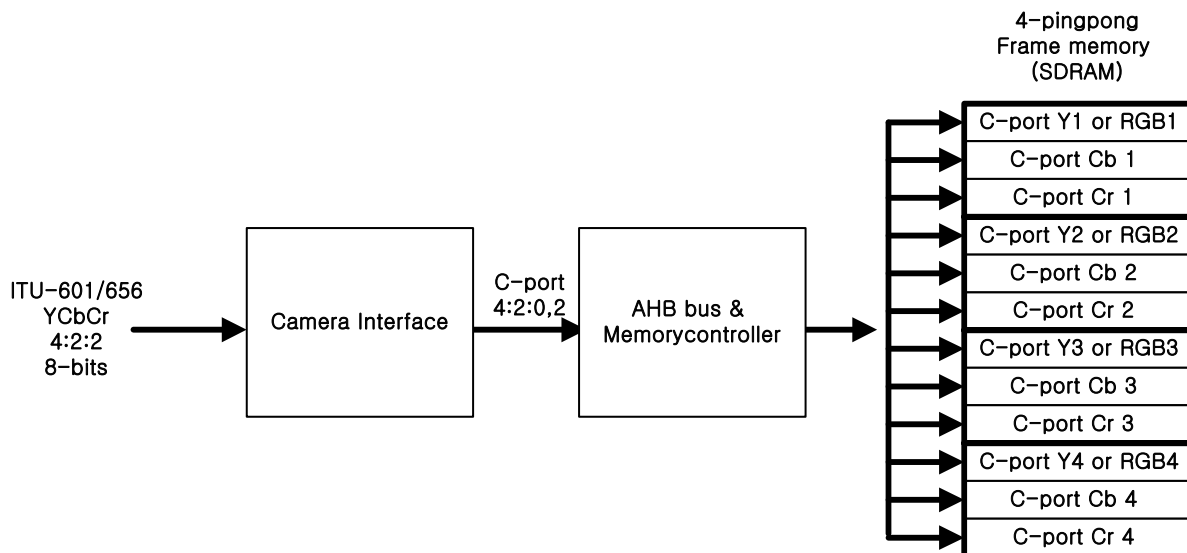 4-pingpong
Frame memory
(SDRAM)
C-port Y1 or RGB1
C-port Cb 1
C-port Cr 1
C-port Y2 or RGB2
C-port Cb 2
C-port Cr 2
C-port Y3 or RGB3
C-port Cb 3
C-port Cr 3
C-port Y4 or RGB4
C-port Cb 4
C-port Cr 4
ITU-601/656
YCbCr
4:2:2
8-bits
Camera Interface
C-port
4:2:0,2
AHB bus &
Memorycontroller